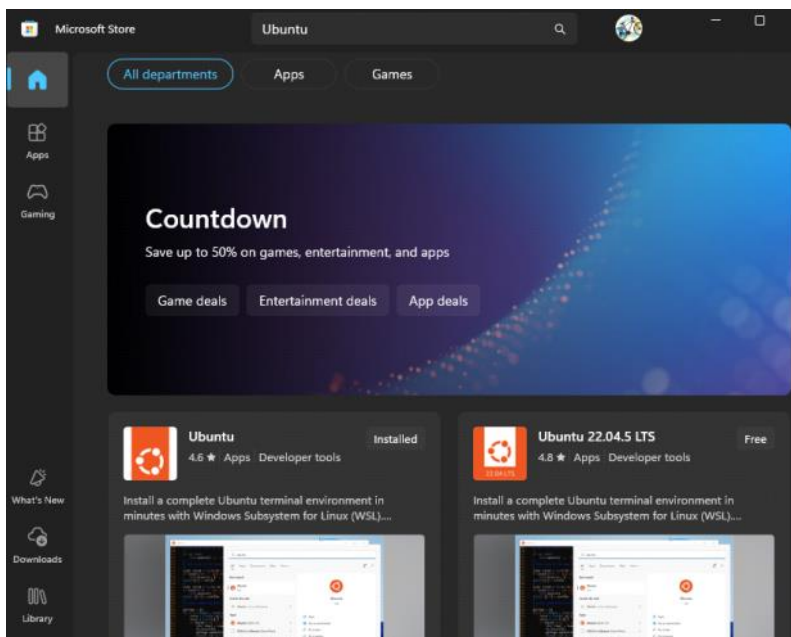 Microsoft Store
Ubuntu
All departments
Apps
Games
Apps
Gaming
Countdown
Save up to 50% on games, entertainment, and apps
Game deals
Entertainment deals
App deals
Ubuntu
Installed
4.6 ★ Apps Developer tools
Install a complete Ubuntu terminal environment in
minutes with Windows Subsystem for Linux (WSL)....
Ubuntu 22.04.5 LTS
Free
4.8 ★ Apps Developer tools
22.04 LTS
Install a complete Ubuntu terminal environment in
minutes with Windows Subsystem for Linux (WSL)....
What's New
Downloads
Library